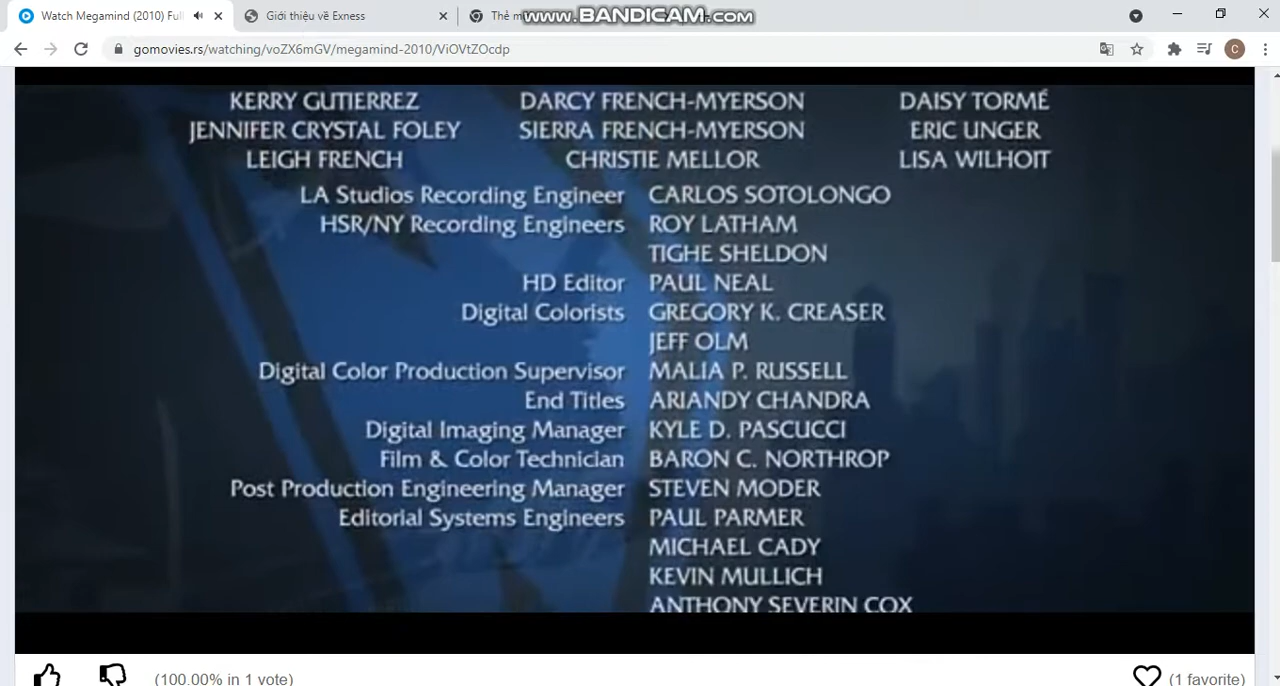 Watch Megamind (2010) Full
Giới thiệu về Exness
Thẻ m
www.BANDICAM.com
gomovies.rs/watching/voZX6mGV/megamind-2010/ViOVtZOcdp
C
KERRY GUTIERREZ DARCY FRENCH-MYERSON DAISY TORMÉ
JENNIFER CRYSTAL FOLEY SIERRA FRENCH-MYERSON ERIC UNGER
LEIGH FRENCH CHRISTIE MELLOR LISA WILHOIT
LA Studios Recording Engineer CARLOS SOTOLONGO
HSR/NY Recording Engineers ROY LATHAM
TIGHE SHELDON
HD Editor PAUL NEAL
Digital Colorists GREGORY K. CREASER
JEFF OLM
Digital Color Production Supervisor MALIA P. RUSSELL
End Titles ARIANDY CHANDRA
Digital Imaging Manager KYLE D. PASCUCCI
Film & Color Technician BARON C. NORTHROP
Post Production Engineering Manager STEVEN MODER
Editorial Systems Engineers PAUL PARMER
MICHAEL CADY
KEVIN MULLICH
ANTHONY SEVERIN COX
(100.00% in 1 vote) (1 favorite)